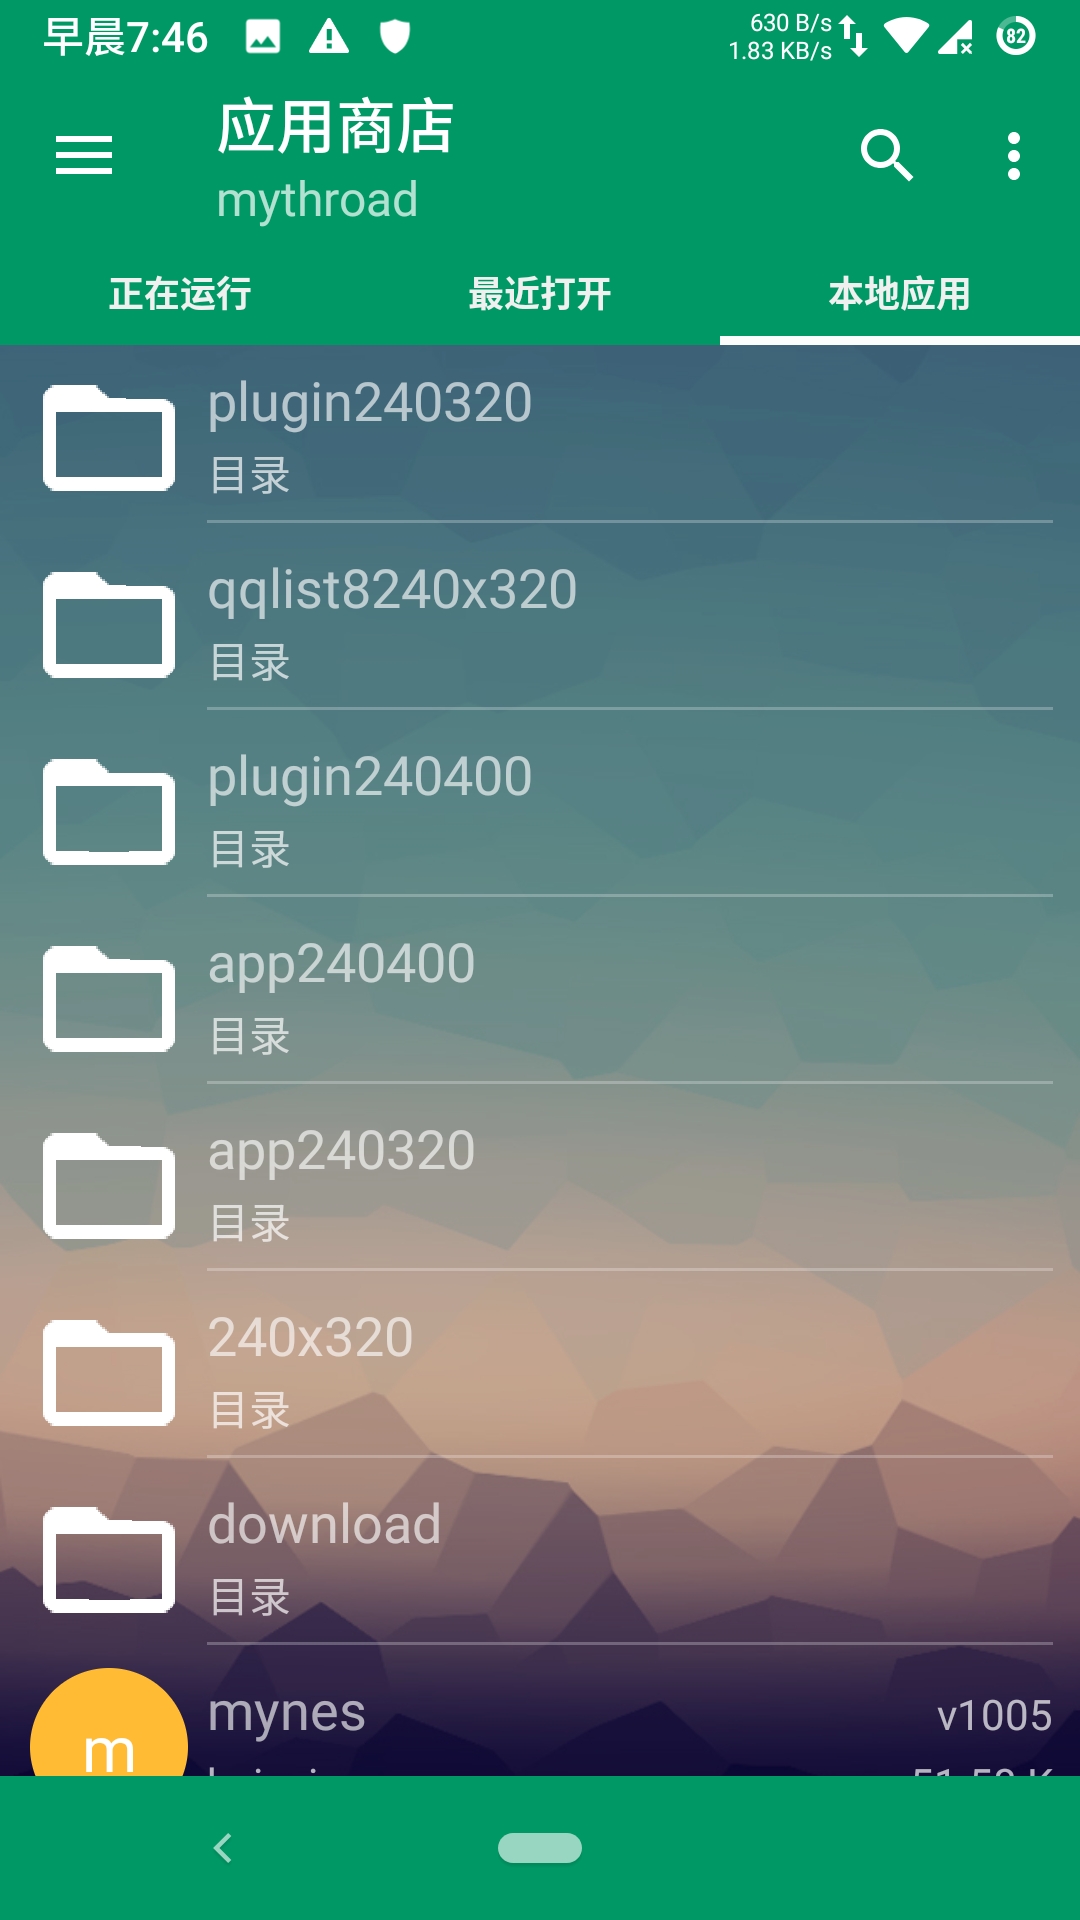 早晨7:46
630 B/s
1.83 KB/s
82
应用商店
mythroad
正在运行
最近打开
本地应用
plugin240320
目录
qqlist8240x320
目录
plugin240400
目录
app240400
目录
app240320
目录
240x320
目录
download
目录
m
mynes
v1005